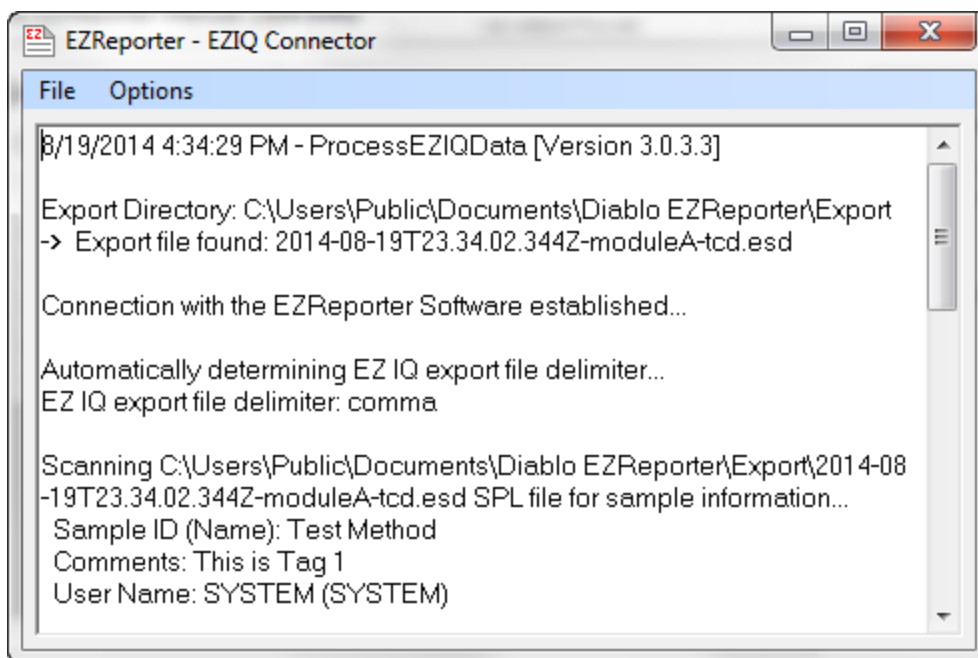 EZReporter - EZIQ Connector
File Options
8/19/2014 4:34:29 PM - ProcessEZIQData [Version 3.0.3.3]
Export Directory: C:\Users\Public\Documents\Diablo EZReporter\Export
-> Export file found: 2014-08-19T23.34.02.344Z-moduleA-tcd.esd
Connection with the EZReporter Software established...
Automatically determining EZ IQ export file delimiter...
EZ IQ export file delimiter: comma
Scanning C:\Users\Public\Documents\Diablo EZReporter\Export\2014-08
-19T23.34.02.344Z-moduleA-tcd.esd SPL file for sample information...
Sample ID (Name): Test Method
Comments: This is Tag 1
User Name: SYSTEM (SYSTEM)